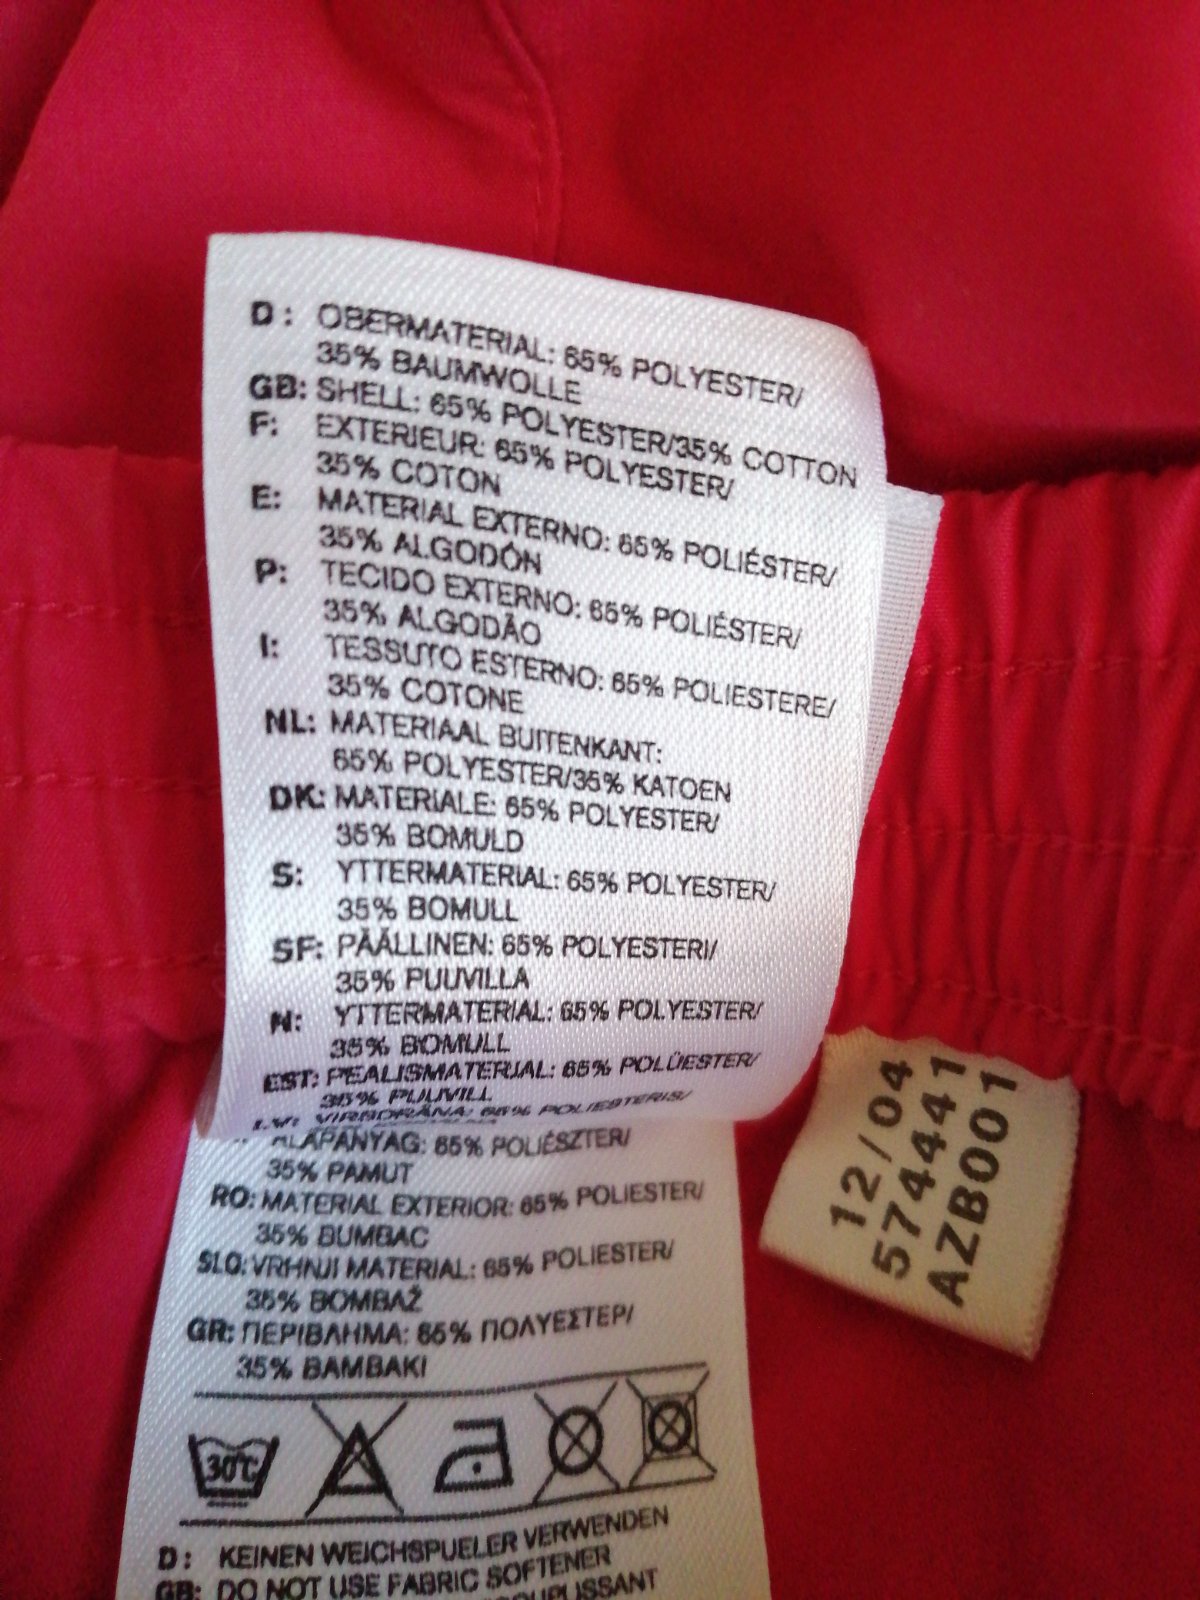 D: OBERMATERIAL: 65% POLYESTER/
35% BAUMWOLLE
GB: SHELL: 65% POLYESTER/35% COTTON
F: EXTERIEUR: 65% POLYESTER/
35% COTON
E: MATERIAL EXTERNO: 65% POLIÉSTER/
35% ALGODÓN
P: TECIDO EXTERNO: 65% POLIÉSTER/
35% ALGODÃO
I: TESSUTO ESTERNO: 65% POLIESTERE/
35% COTONE
NL: MATERIAAL BUITENKANT:
65% POLYESTER/35% KATOEN
DK: MATERIALE: 65% POLYESTER/
35% BOMULD
S: YTTERMATERIAL: 65% POLYESTER/
35% BOMULL
SF: PÄÄLLINEN: 65% POLYESTERI/
35% PUUVILLA
N: YTTERMATERIAL: 65% POLYESTER/
35% BOMULL
EST: PEALISMATERJAL: 65% POLÜESTER/
35% PUUVILL
LV: VIRSDRĀNA: 65% POLIESTERIS/
ALAPANYAG: 65% POLIÉSZTER/
35% PAMUT
RO: MATERIAL EXTERIOR: 65% POLIESTER/
35% BUMBAC
SLO: VRHNJI MATERIAL: 65% POLIESTER/
35% BOMBAŽ
GR: ΠΕΡΙΒΛΗΜΑ: 65% ΠΟΛΥΕΣΤΕΡ/
35% BAMBAKI
30°C
D: KEINEN WEICHSPUELER VERWENDEN
GB: DO NOT USE FABRIC SOFTENER
12/04
574441
AZB001